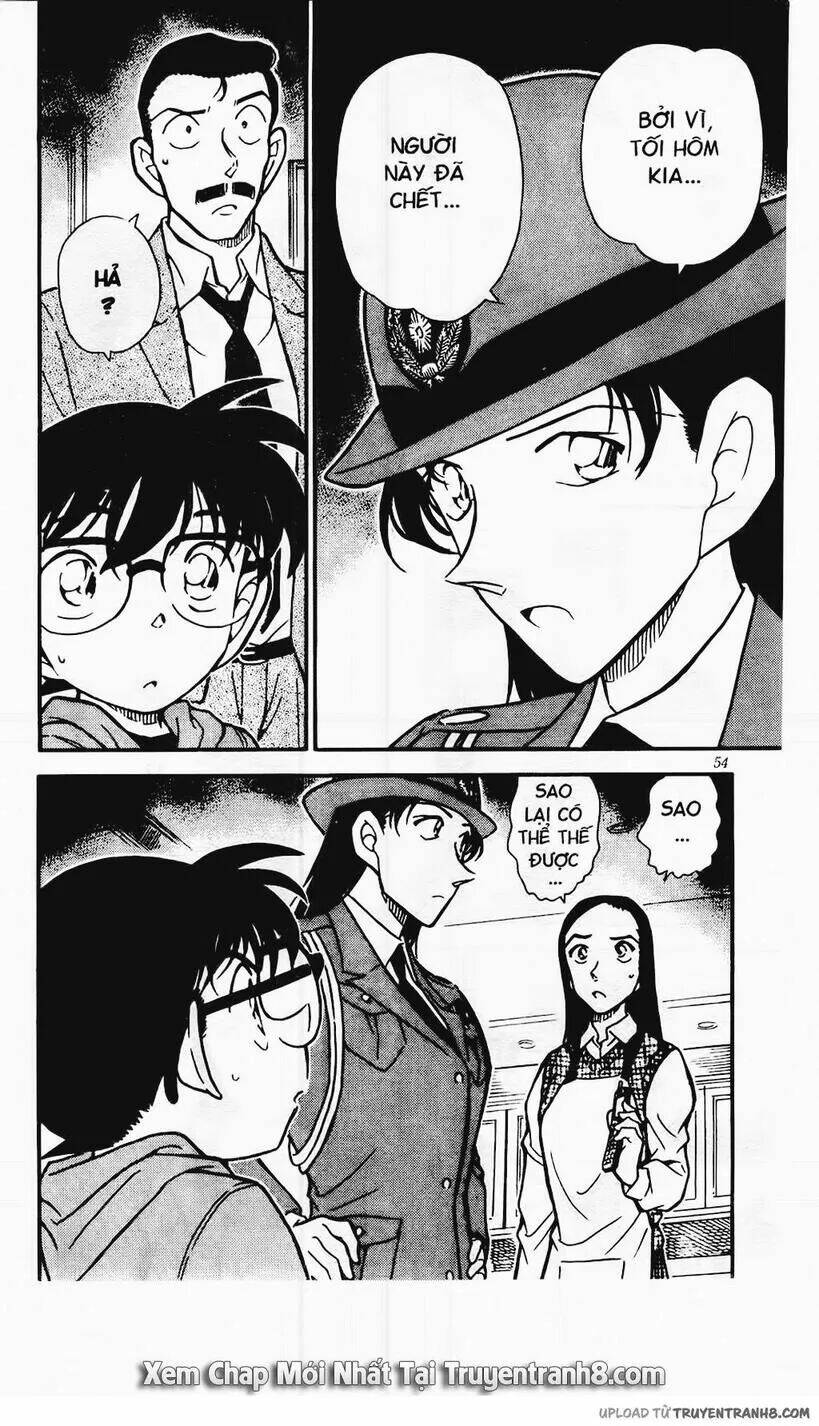 BỞI VÌ,
TỐI HÔM
KIA...
NGƯỜI
NÀY ĐÃ
CHẾT...
HẢ
?
54
SAO
...
SAO
LẠI CÓ
THỂ THẾ
ĐƯỢC
...
Xem Chap Mới Nhất Tại Truyentranh8.com
UPLOAD TỪ TRUYENTRANH8.COM